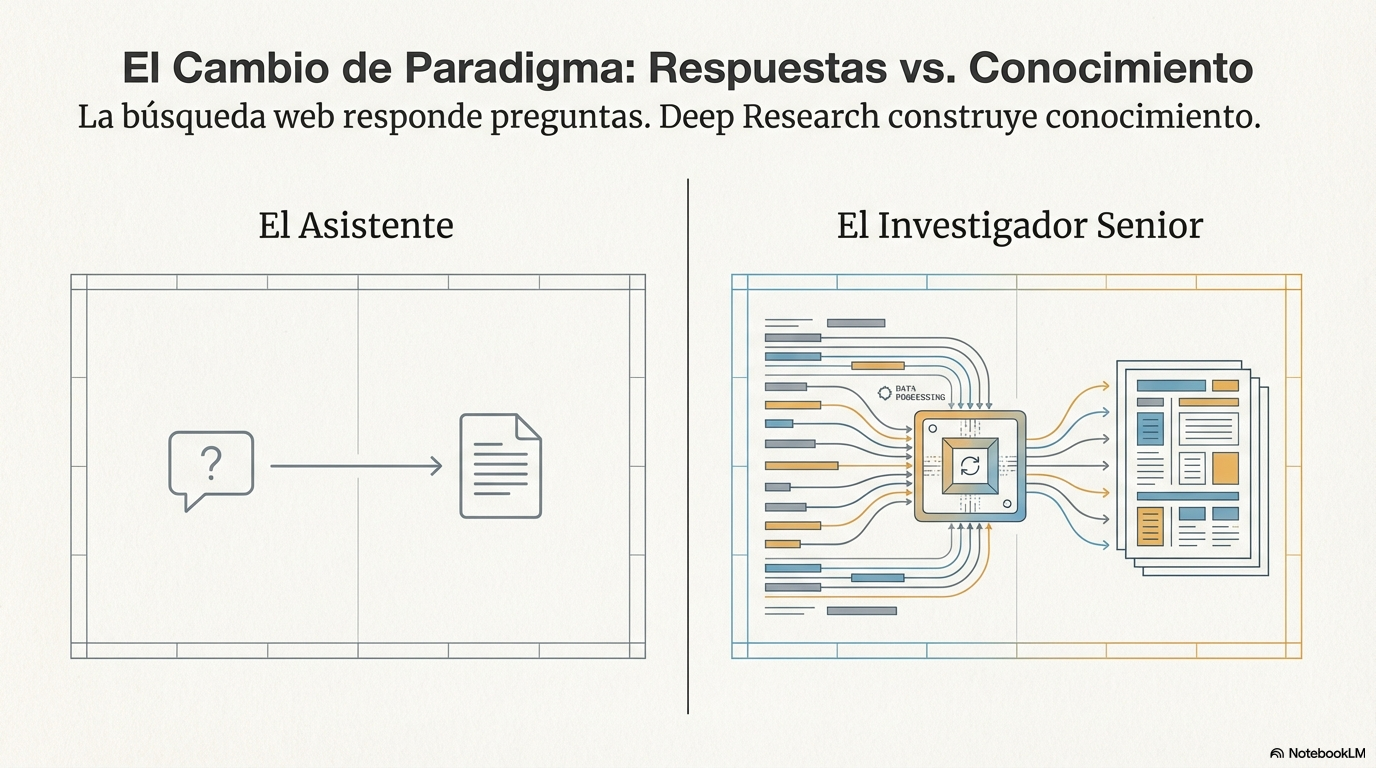 El Cambio de Paradigma: Respuestas vs. Conocimiento
La búsqueda web responde preguntas. Deep Research construye conocimiento.
El Asistente
?
El Investigador Senior
DATA
POGESSING
NotebookLM